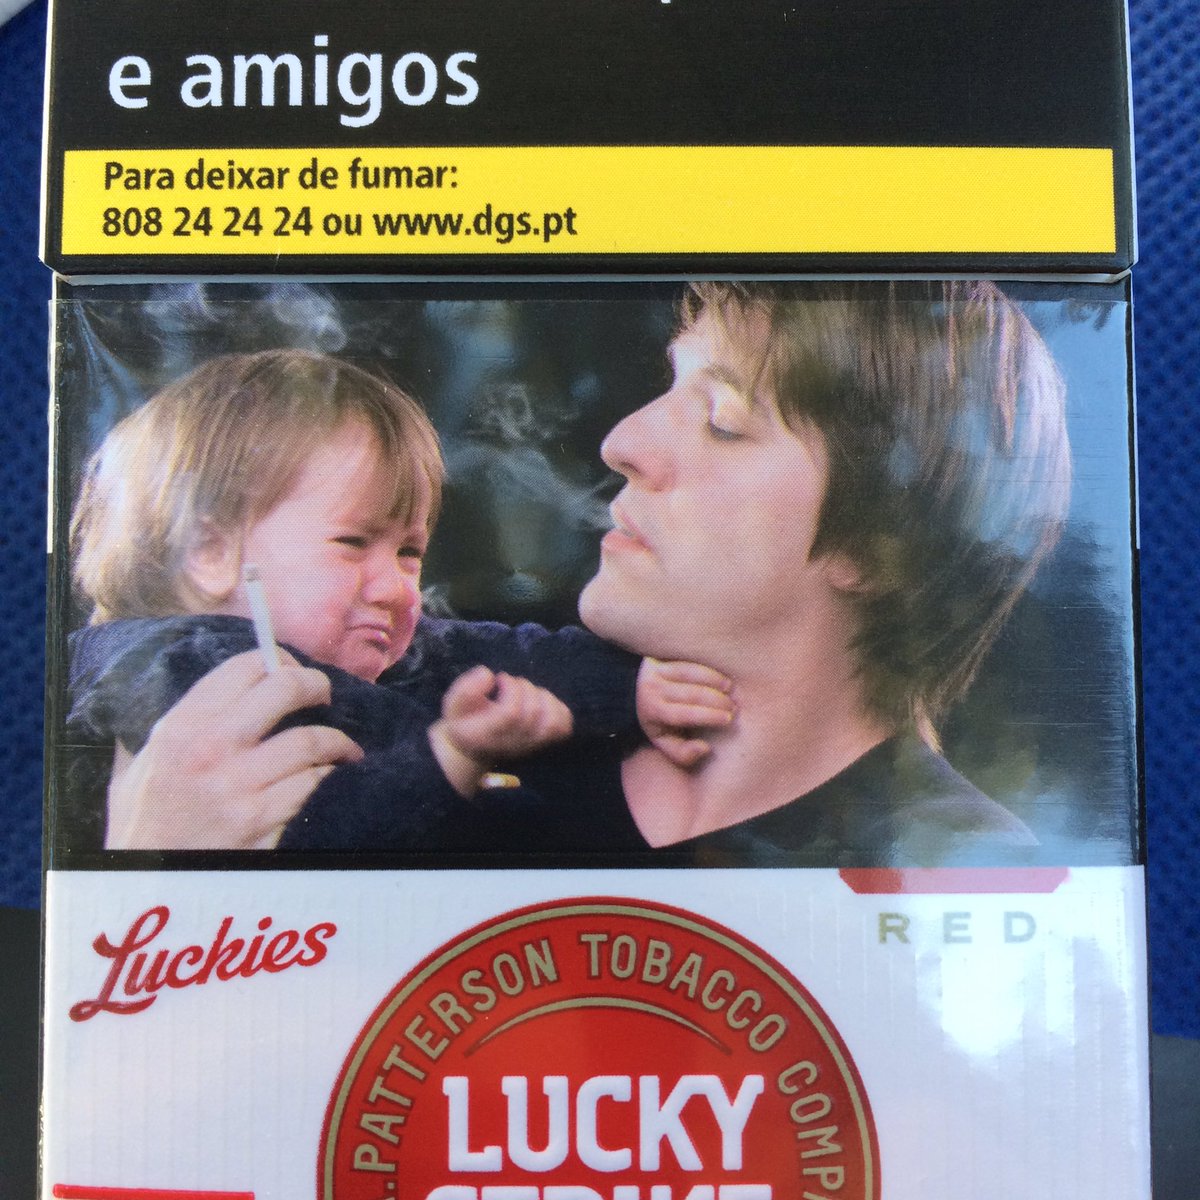 e amigos
Para deixar de fumar:
808 24 24 24 ou www.dgs.pt
Luckies
RED
PATTERSON TOBACCO
LUCKY